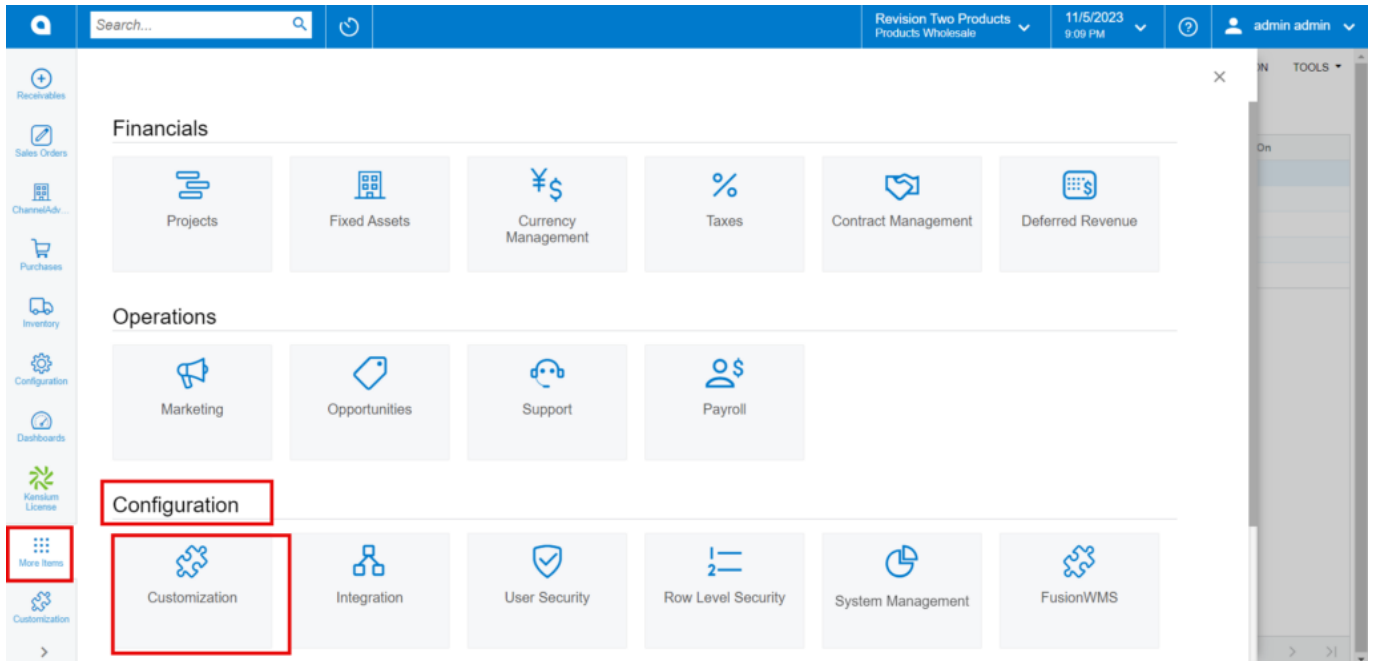 Search...
Revision Two Products
Products Wholesale
11/5/2023
9:09 PM
admin admin
Receivables
Sales Orders
ChannelAdv...
Purchases
Inventory
Configuration
Dashboards
Kensium
License
More Items
Customization
ON
TOOLS
On
Financials
Projects
Fixed Assets
Currency
Management
Taxes
Contract Management
Deferred Revenue
Operations
Marketing
Opportunities
Support
Payroll
Configuration
Customization
Integration
User Security
Row Level Security
System Management
FusionWMS